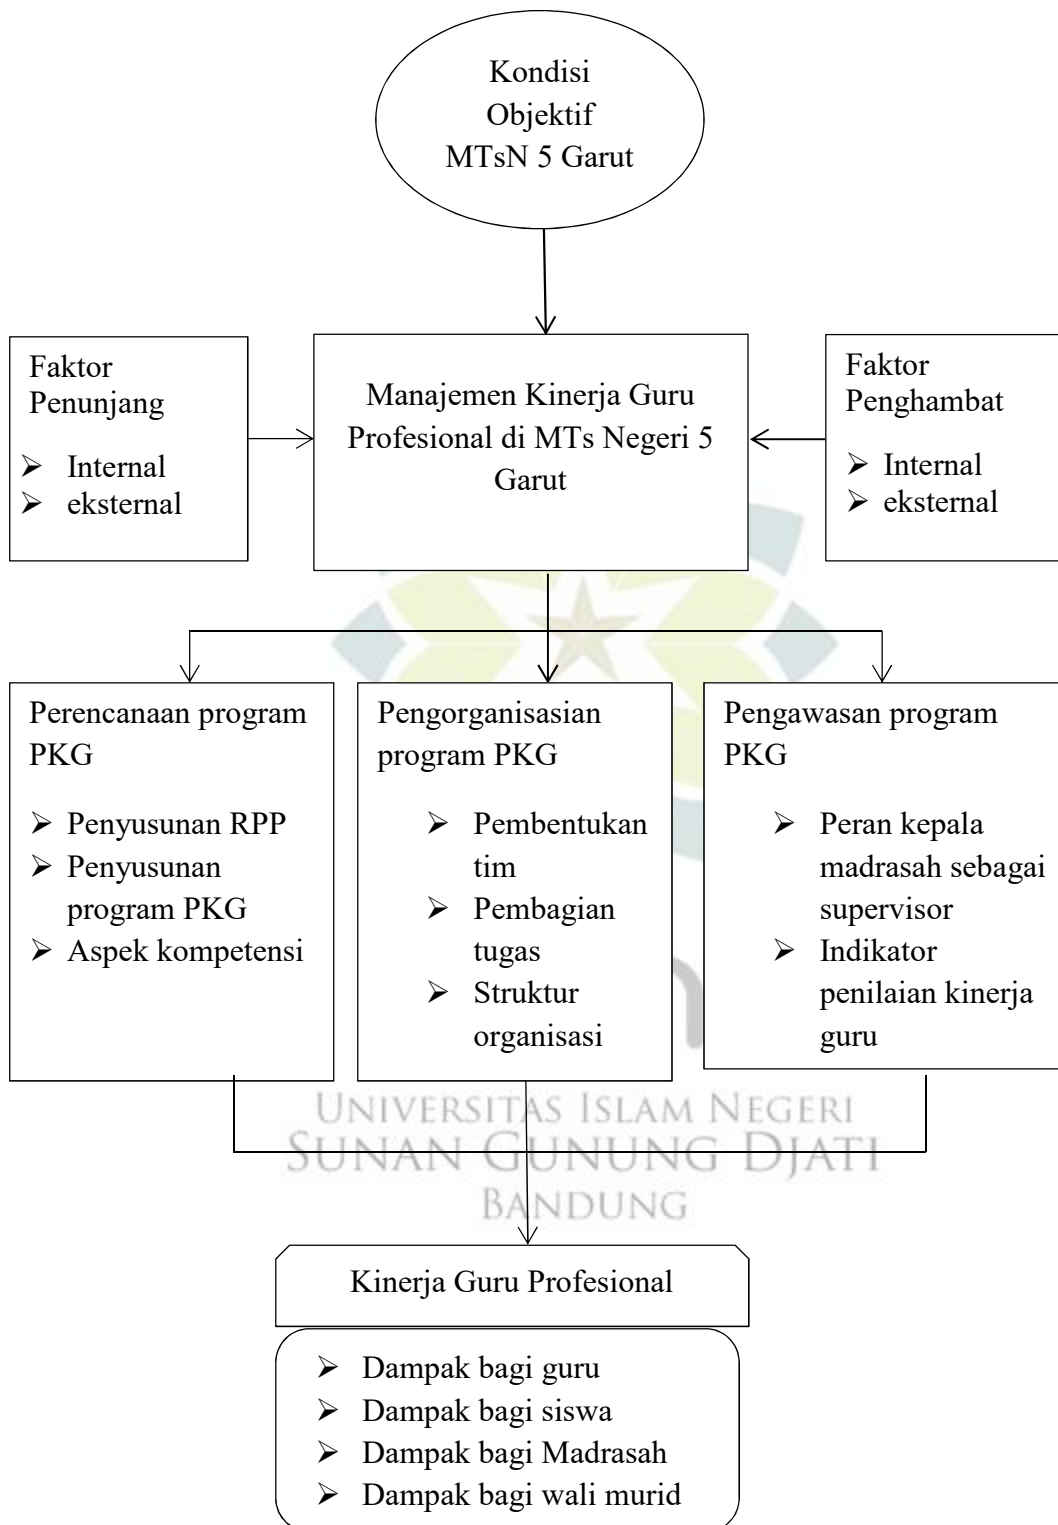 Kondisi
Objektif
MTsN 5 Garut
Faktor
Penunjang
➢ Internal
➢ eksternal
Manajemen Kinerja Guru
Profesional di MTs Negeri 5
Garut
Faktor
Penghambat
➢ Internal
➢ eksternal
Perencanaan program
PKG
➢ Penyusunan RPP
➢ Penyusunan
program PKG
➢ Aspek kompetensi
Pengorganisasian
program PKG
➢ Pembentukan
tim
➢ Pembagian
tugas
➢ Struktur
organisasi
Pengawasan program
PKG
➢ Peran kepala
madrasah sebagai
supervisor
➢ Indikator
penilaian kinerja
guru
UNIVERSITAS ISLAM NEGERI
SUNAN GUNUNG DJATI
BANDUNG
Kinerja Guru Profesional
➢ Dampak bagi guru
➢ Dampak bagi siswa
➢ Dampak bagi Madrasah
➢ Dampak bagi wali murid